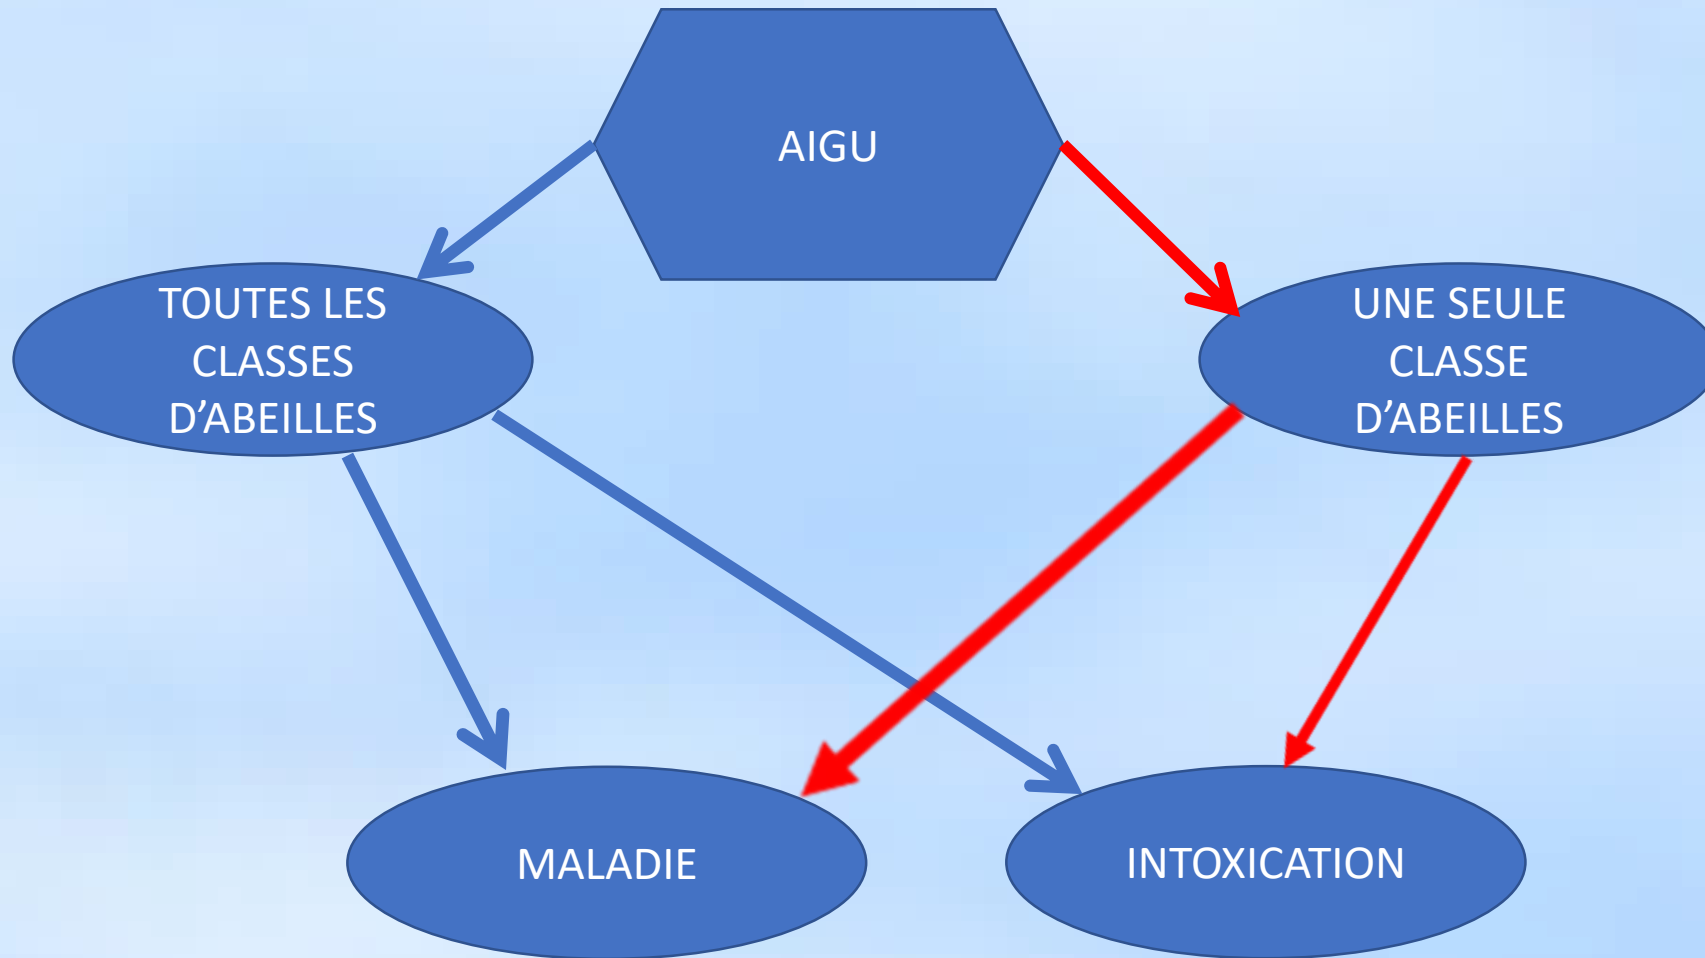 AIGU
TOUTES LES
CLASSES
D’ABEILLES
UNE SEULE
CLASSE
D’ABEILLES
MALADIE
INTOXICATION